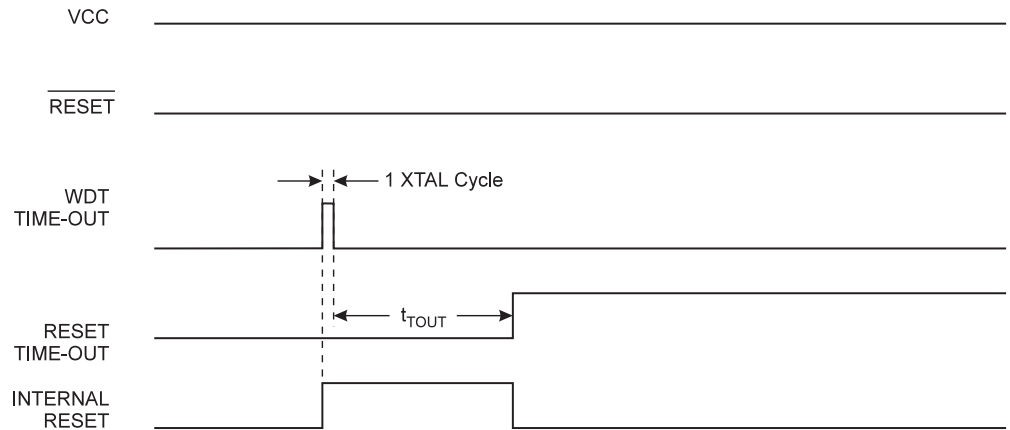 VCC
RESET
1 XTAL Cycle
WDT
TIME-OUT
tTOUT
RESET
TIME-OUT
INTERNAL
RESET